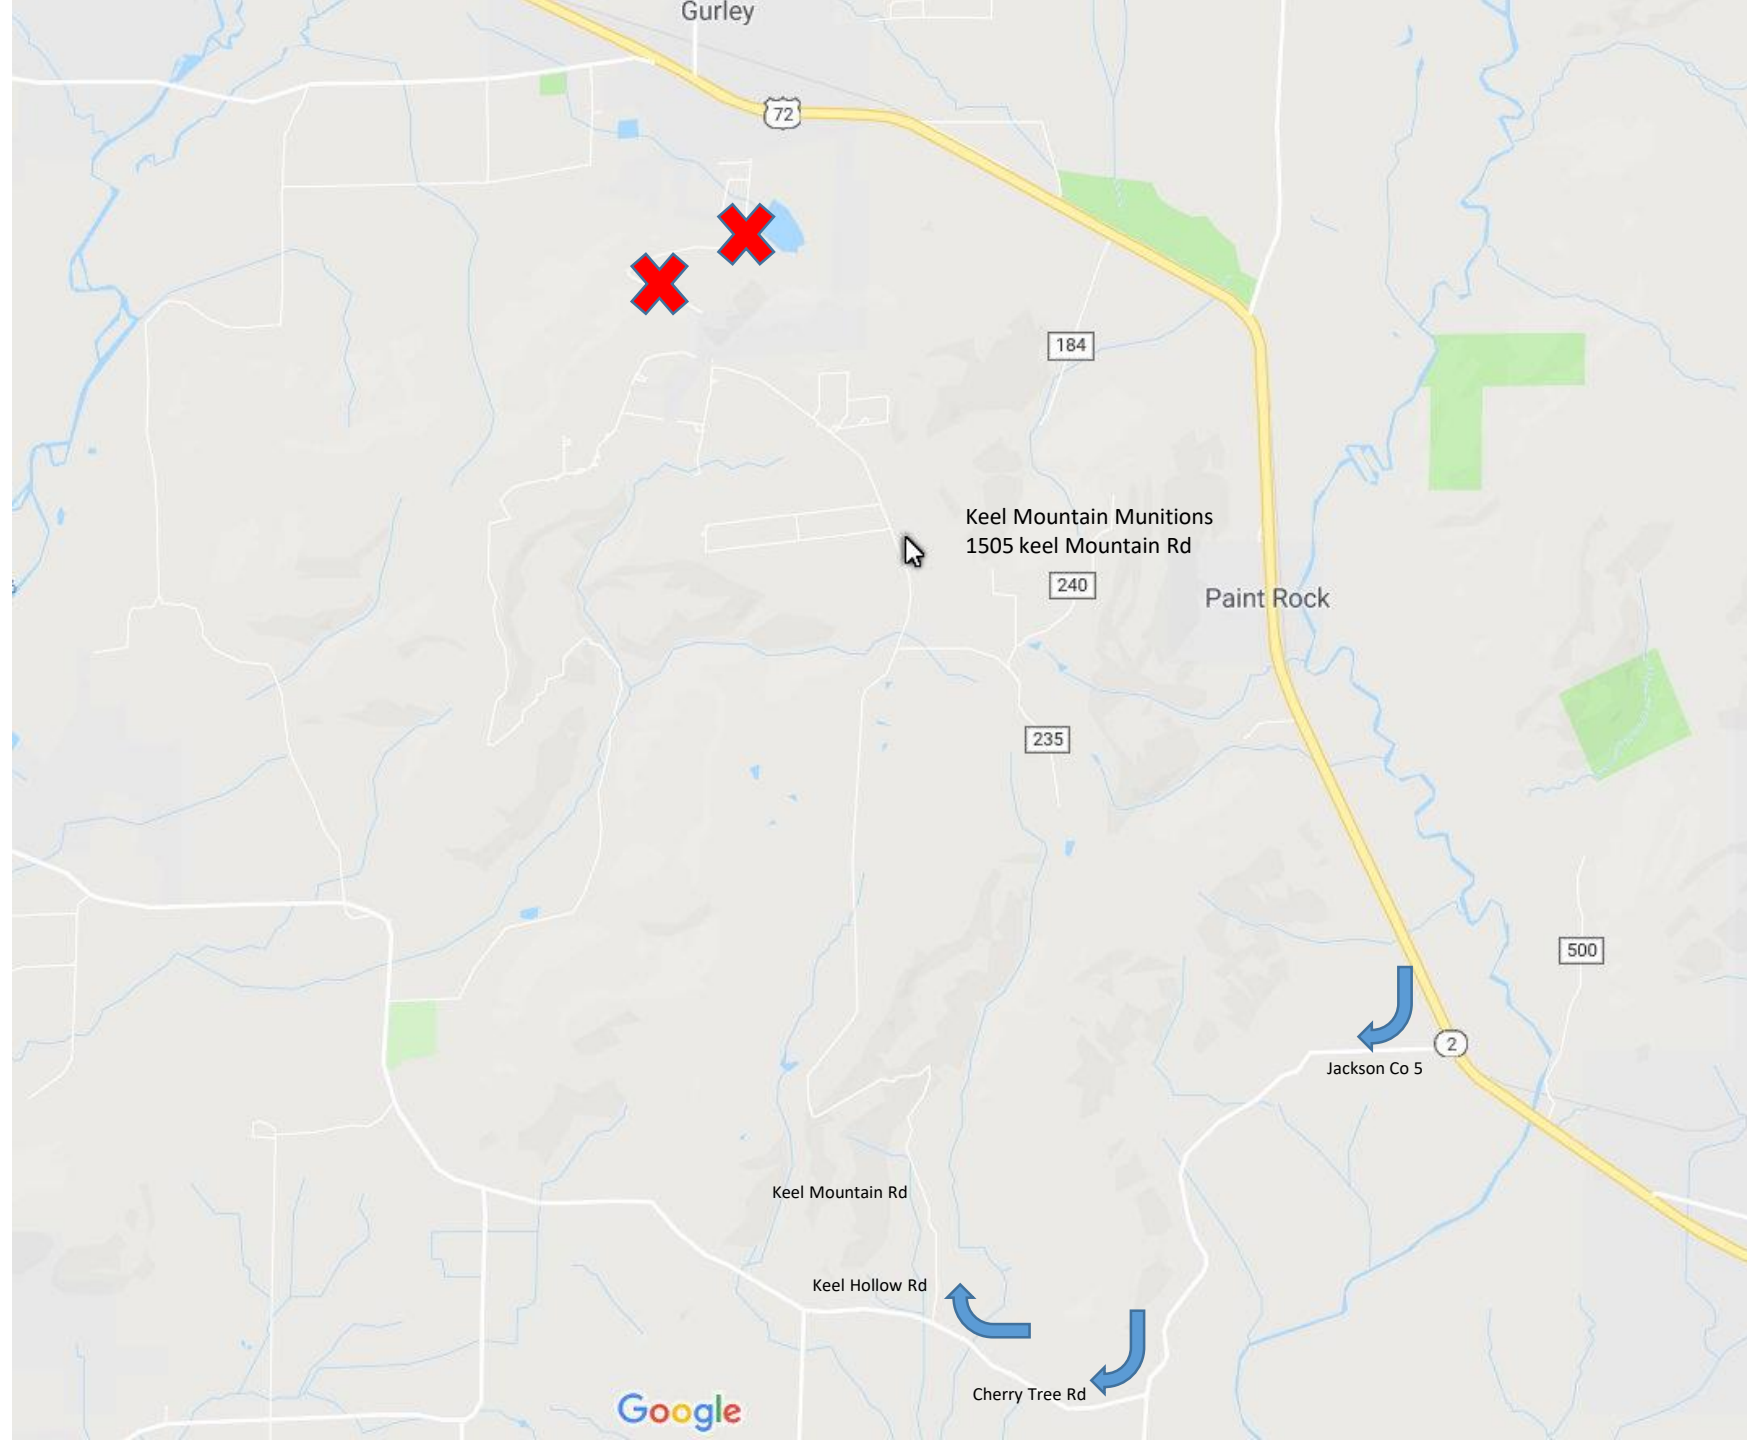 Gurley
72
184
Keel Mountain Munitions
1505 keel Mountain Rd
240
Paint Rock
235
500
2
Jackson Co 5
Keel Mountain Rd
Keel Hollow Rd
Cherry Tree Rd
Google